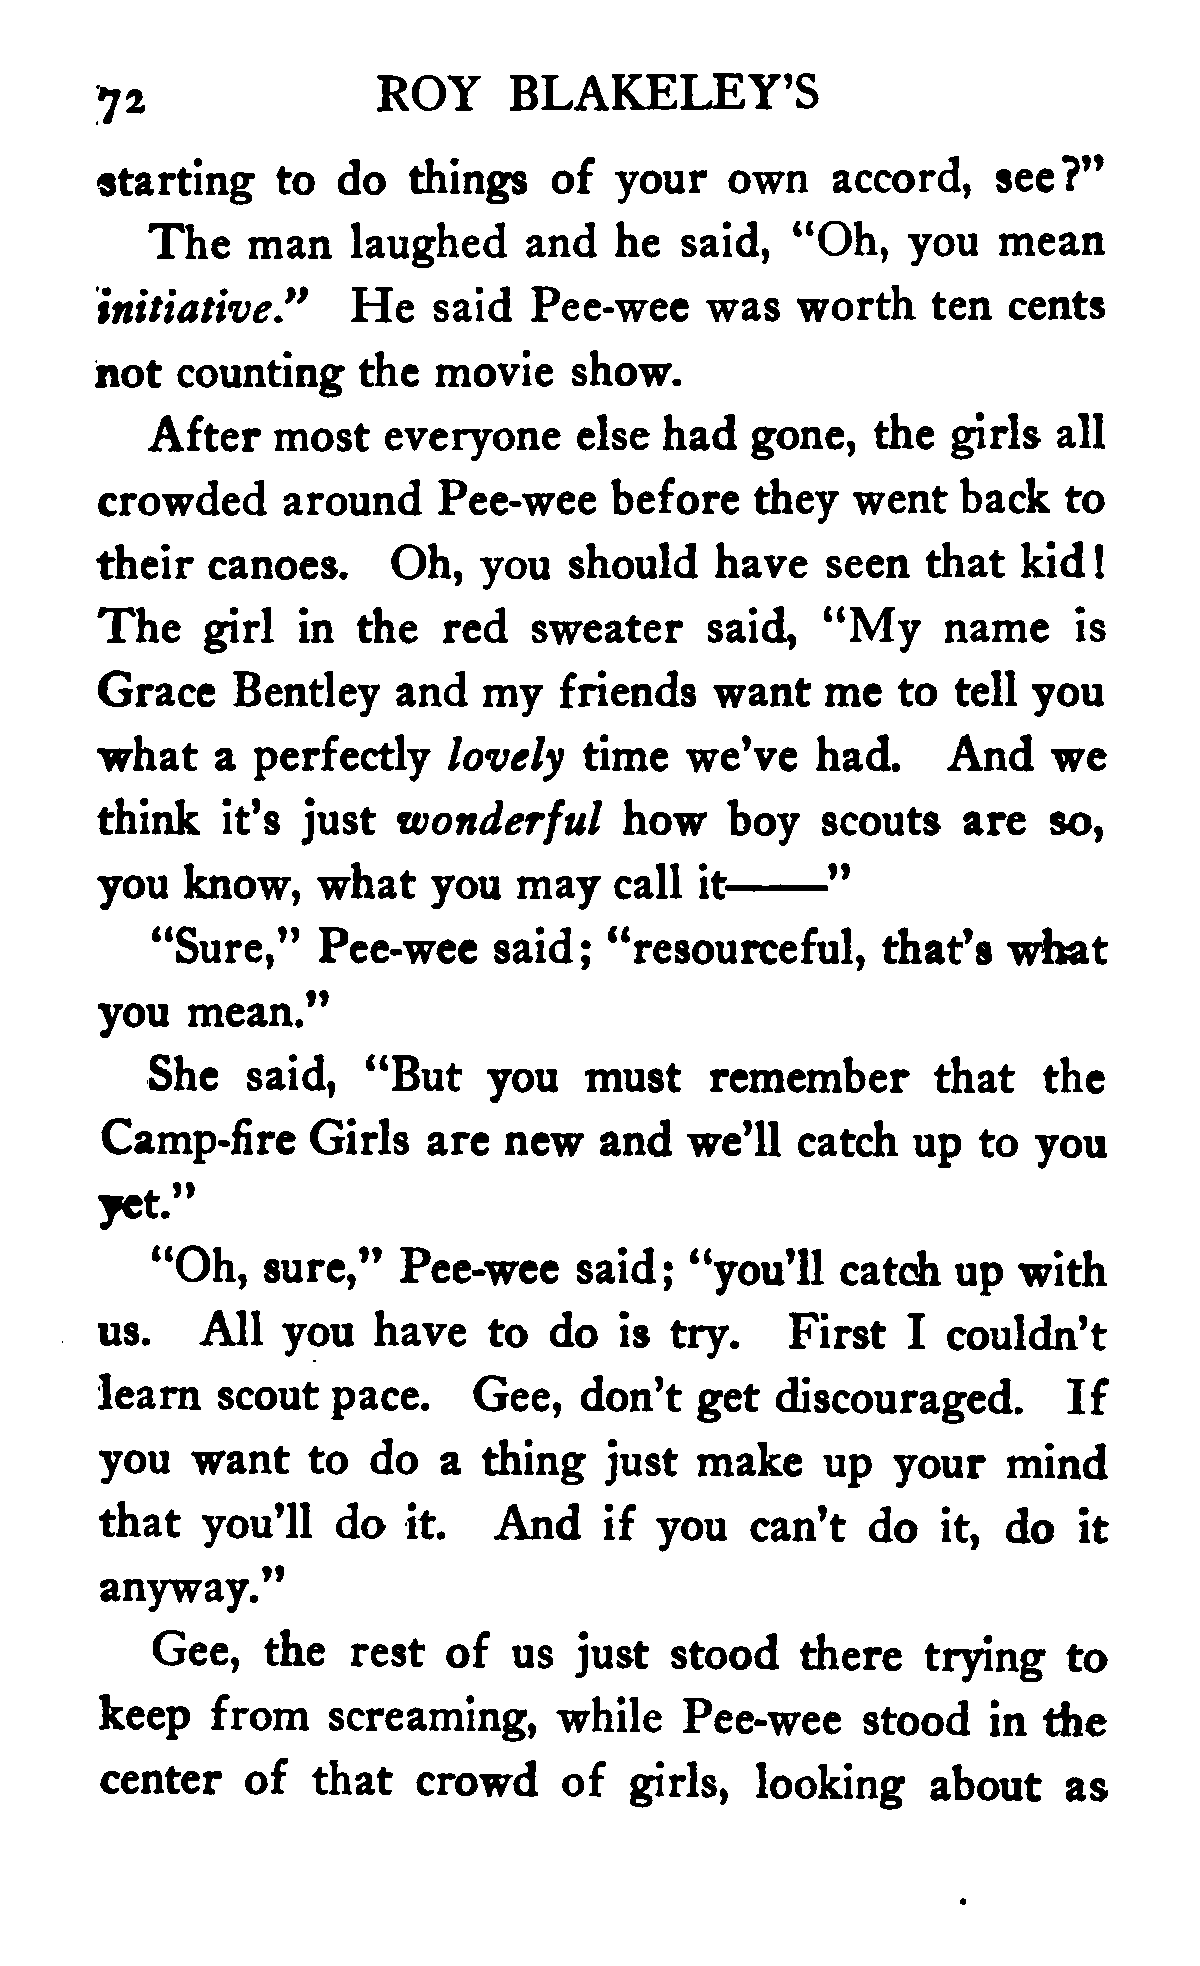 72 ROY BLAKELEY'S
starting to do things of your own accord, see?"
The man laughed and he said, "Oh, you mean
initiative." He said Pee-wee was worth ten cents
not counting the movie show.
After most everyone else had gone, the girls all
crowded around Pee-wee before they went back to
their canoes. Oh, you should have seen that kid!
The girl in the red sweater said, "My name is
Grace Bentley and my friends want me to tell you
what a perfectly lovely time we've had. And we
think it's just wonderful how boy scouts are so,
you know, what you may call it——"
"Sure," Pee-wee said; "resourceful, that's what
you mean."
She said, "But you must remember that the
Camp-fire Girls are new and we'll catch up to you
yet."
"Oh, sure," Pee-wee said; "you'll catch up with
us. All you have to do is try. First I couldn't
learn scout pace. Gee, don't get discouraged. If
you want to do a thing just make up your mind
that you'll do it. And if you can't do it, do it
anyway."
Gee, the rest of us just stood there trying to
keep from screaming, while Pee-wee stood in the
center of that crowd of girls, looking about as